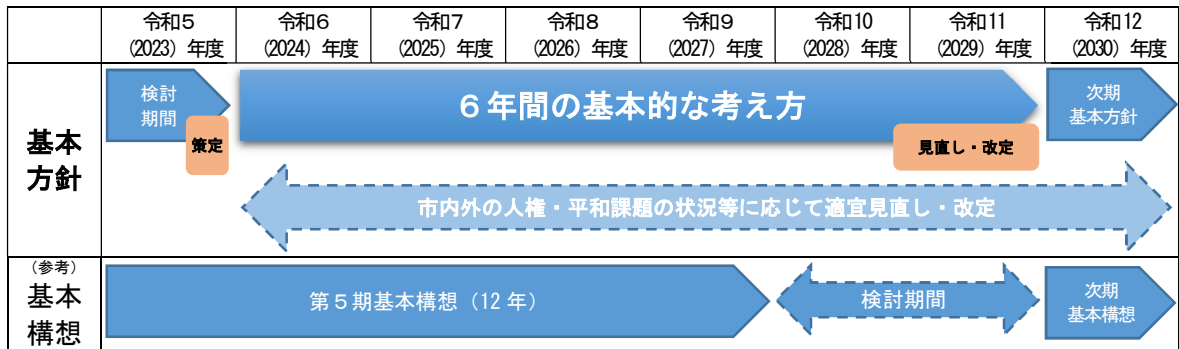 令和5
(2023) 年度
令和6
(2024) 年度
令和7
(2025) 年度
令和8
(2026) 年度
令和9
(2027) 年度
令和10
(2028) 年度
令和11
(2029) 年度
令和12
(2030) 年度
基本
方針
検討
期間
策定
6年間の基本的な考え方
見直し・改定
次期
基本方針
市内外の人権・平和課題の状況等に応じて適宜見直し・改定
(参考)
基本
構想
第5期基本構想(12年)
検討期間
次期
基本構想